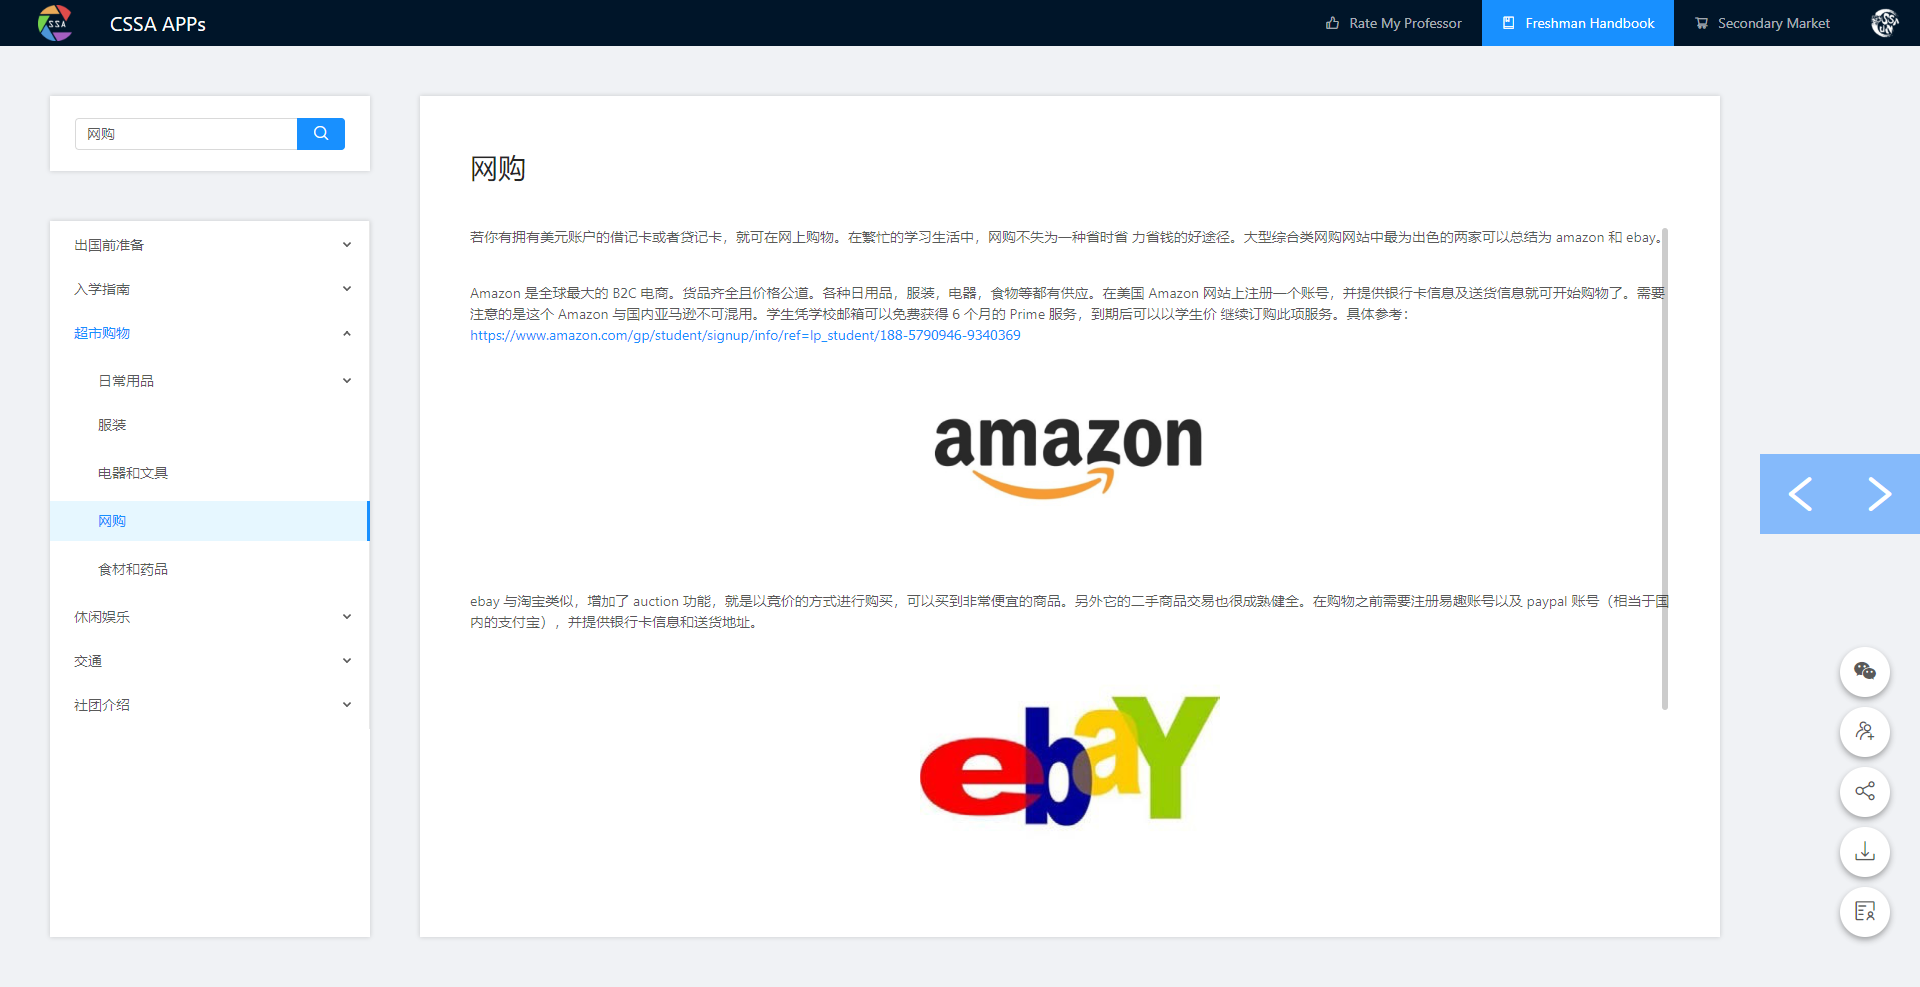 SSA
CSSA APPs
Rate My Professor
Freshman Handbook
Secondary Market
网购
出国前准备
入学指南
超市购物
日常用品
服装
电器和文具
网购
食材和药品
休闲娱乐
交通
社团介绍
网购
若你有拥有美元账户的借记卡或者贷记卡，就可在网上购物。在繁忙的学习生活中，网购不失为一种省时省 力省钱的好途径。大型综合类网购网站中最为出色的两家可以总结为 amazon 和 ebay。
Amazon 是全球最大的 B2C 电商。货品齐全且价格公道。各种日用品，服装，电器，食物等都有供应。在美国 Amazon 网站上注册一个账号，并提供银行卡信息及送货信息就可开始购物了。需要
注意的是这个 Amazon 与国内亚马逊不可混用。学生凭学校邮箱可以免费获得 6 个月的 Prime 服务，到期后可以以学生价 继续订购此项服务。具体参考：
https://www.amazon.com/gp/student/signup/info/ref=lp_student/188-5790946-9340369
amazon
ebay 与淘宝类似，增加了 auction 功能，就是以竞价的方式进行购买，可以买到非常便宜的商品。另外它的二手商品交易也很成熟健全。在购物之前需要注册易趣账号以及 paypal 账号（相当于国
内的支付宝），并提供银行卡信息和送货地址。
ebaY